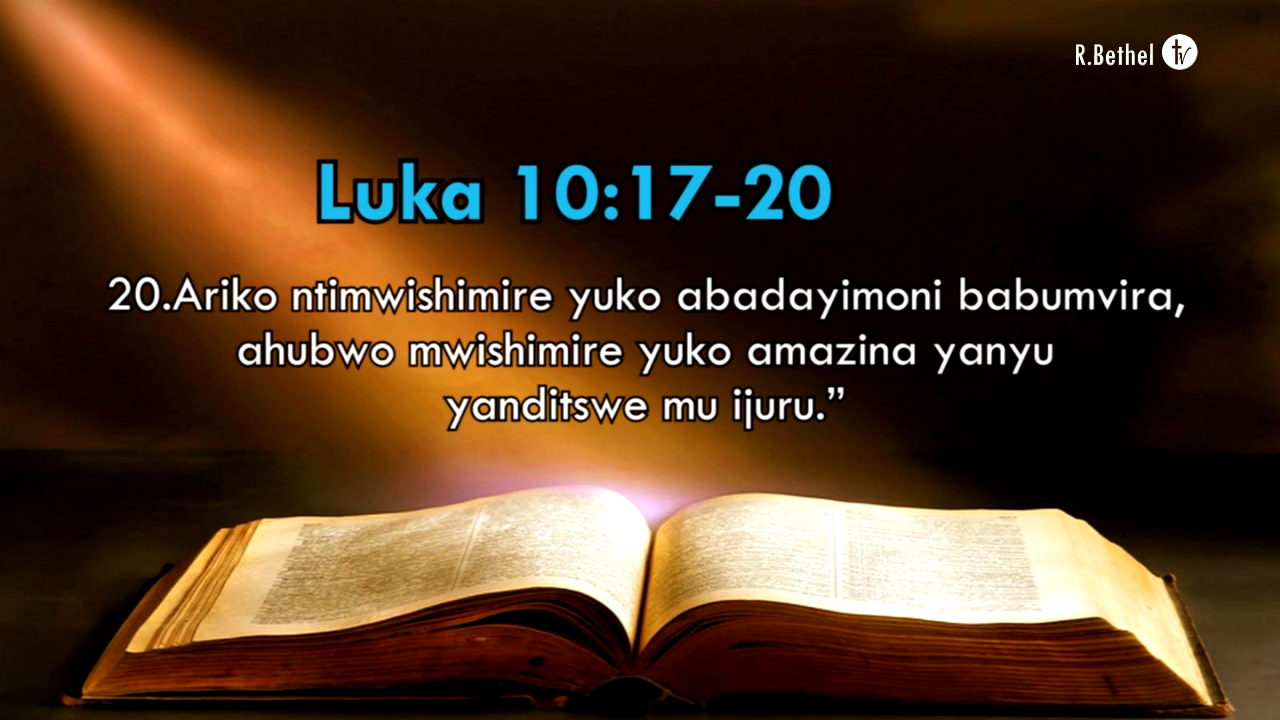 R.Bethel tv
Luka 10:17-20
20.Ariko ntimwishimire yuko abadayimoni babumvira,
ahubwo mwishimire yuko amazina yanyu
yanditswe mu ijuru.”